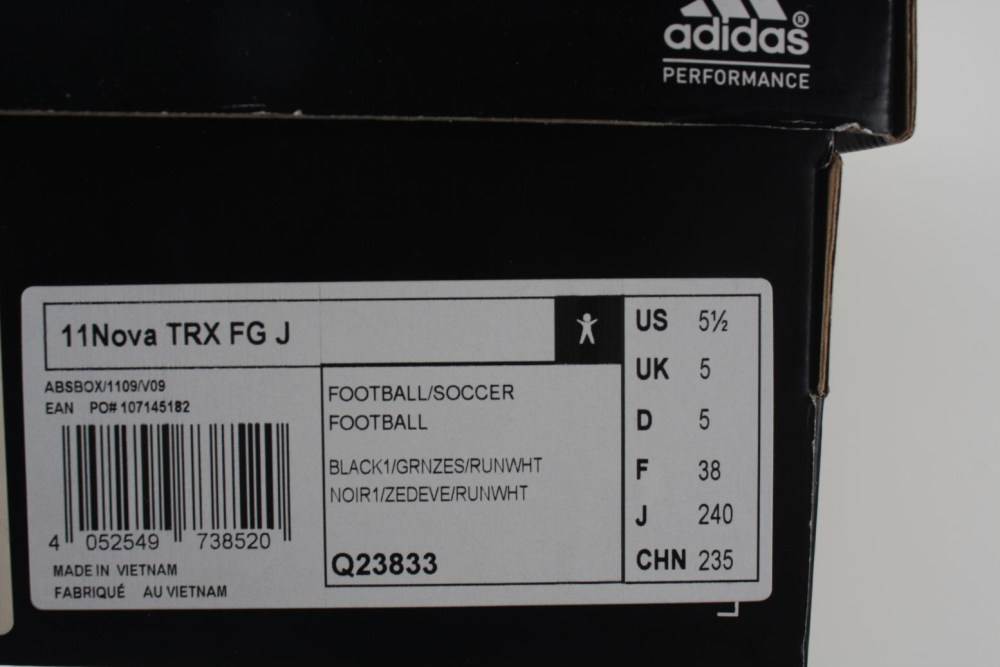 adidas®
PERFORMANCE
11Nova TRX FG J
ABSBOX/1109/V09
EAN PO# 107145182
4 052549 738520
MADE IN VIETNAM
FABRIQUÉ AU VIETNAM
FOOTBALL/SOCCER
FOOTBALL
BLACK1/GRNZES/RUNWHT
NOIR1/ZEDEVE/RUNWHT
Q23833
US 5½
UK 5
D 5
F 38
J 240
CHN 235